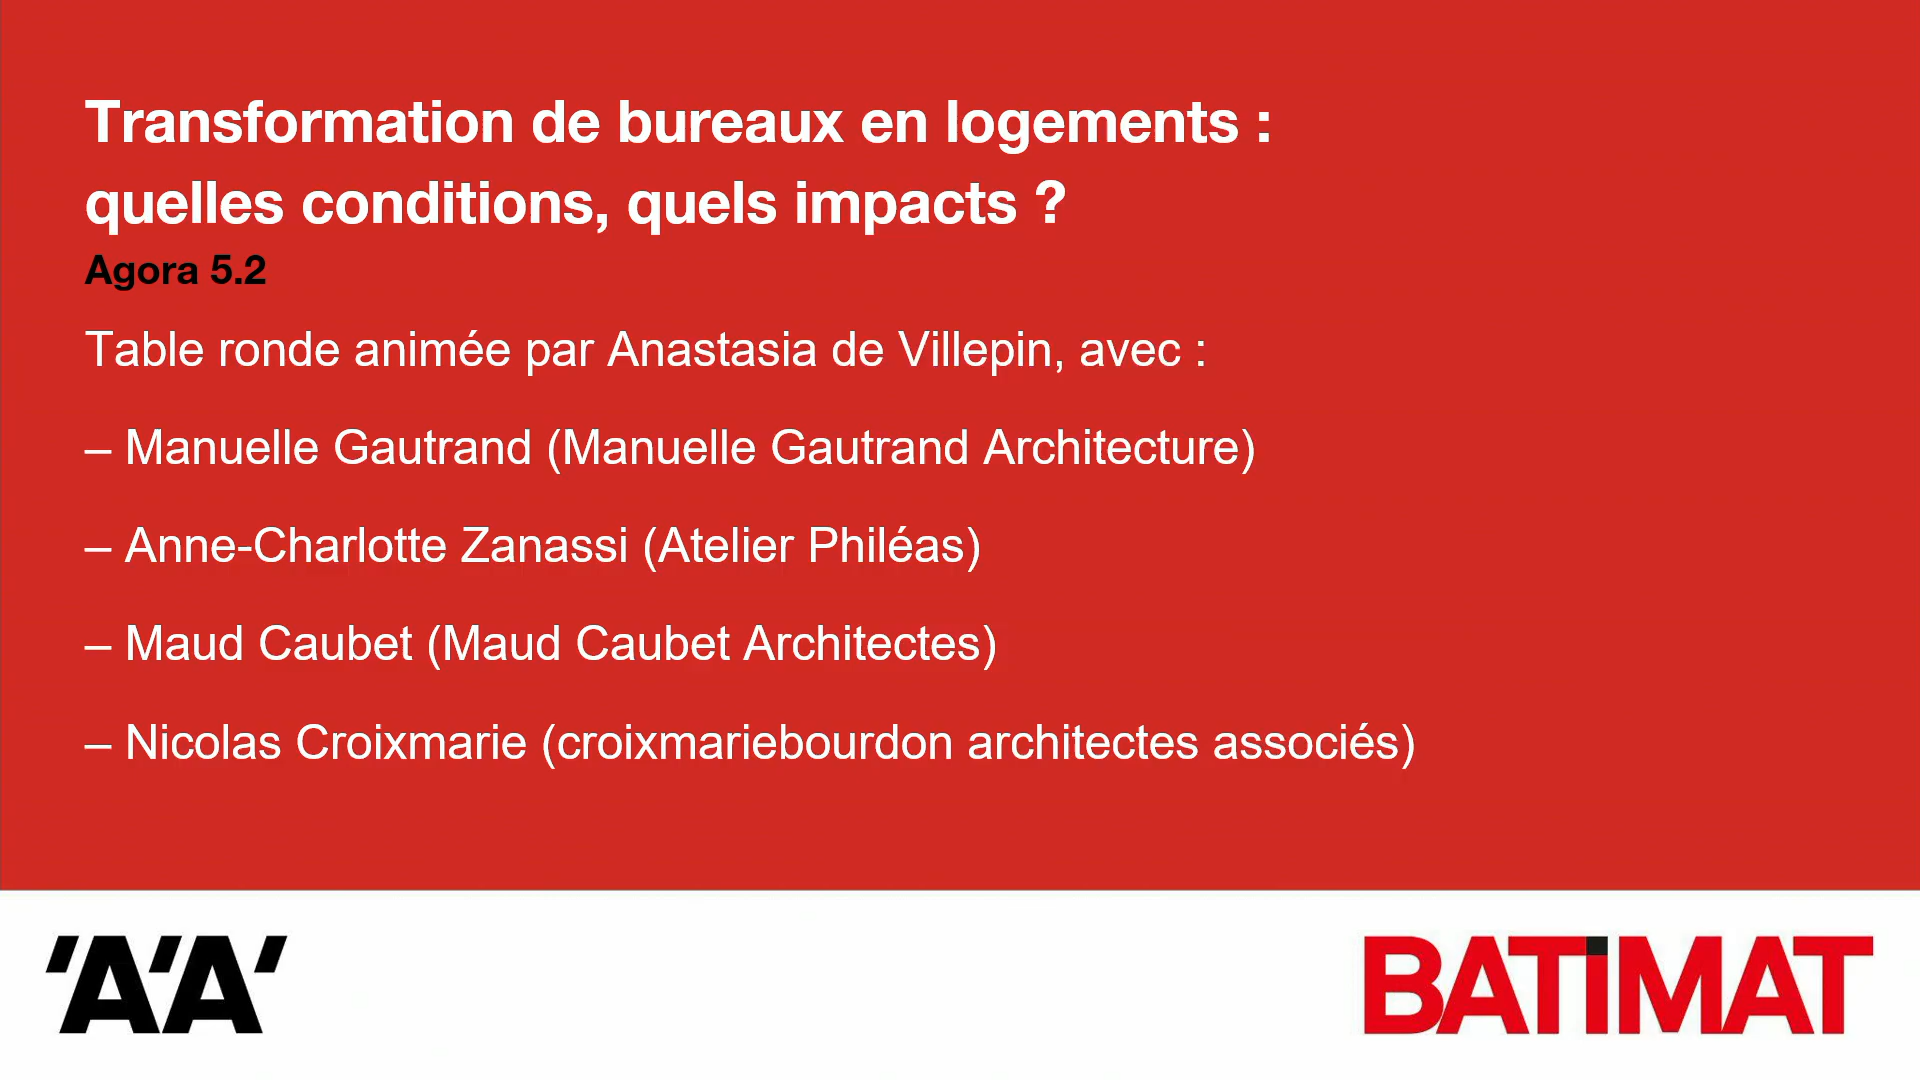 Transformation de bureaux en logements :
quelles conditions, quels impacts ?
Agora 5.2
Table ronde animée par Anastasia de Villepin, avec :
– Manuelle Gautrand (Manuelle Gautrand Architecture)
– Anne-Charlotte Zanassi (Atelier Philéas)
– Maud Caubet (Maud Caubet Architectes)
– Nicolas Croixmarie (croixmariebourdon architectes associés)
'A'A'
BATiMAT